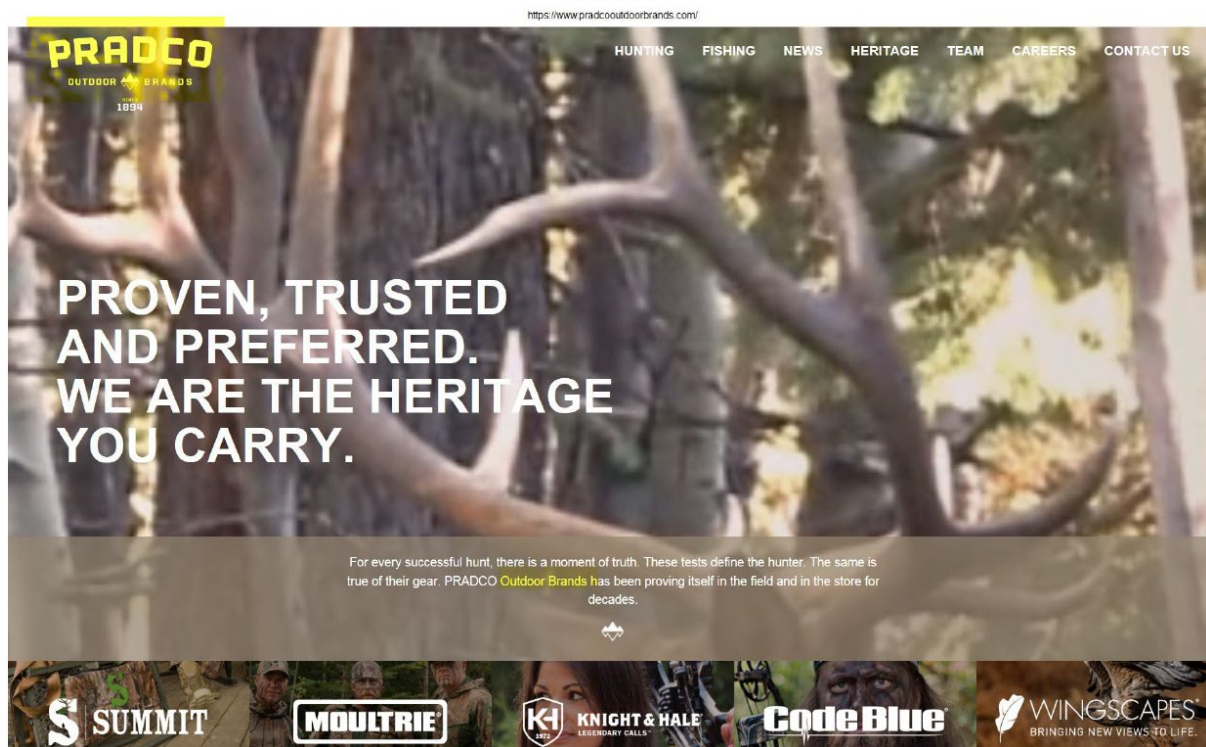 https://www.pradcooutdoorbrands.com/
PRADCO
OUTDOOR BRANDS
SINCE
1894
HUNTING FISHING NEWS HERITAGE TEAM CAREERS CONTACT US
PROVEN, TRUSTED
AND PREFERRED.
WE ARE THE HERITAGE
YOU CARRY.
For every successful hunt, there is a moment of truth. These tests define the hunter. The same is
true of their gear. PRADCO Outdoor Brands has been proving itself in the field and in the store for
decades.
S SUMMIT
MOULTRIE
KH 1972 KNIGHT & HALE
LEGENDARY CALLS
Code Blue
WINGSCAPES
BRINGING NEW VIEWS TO LIFE.